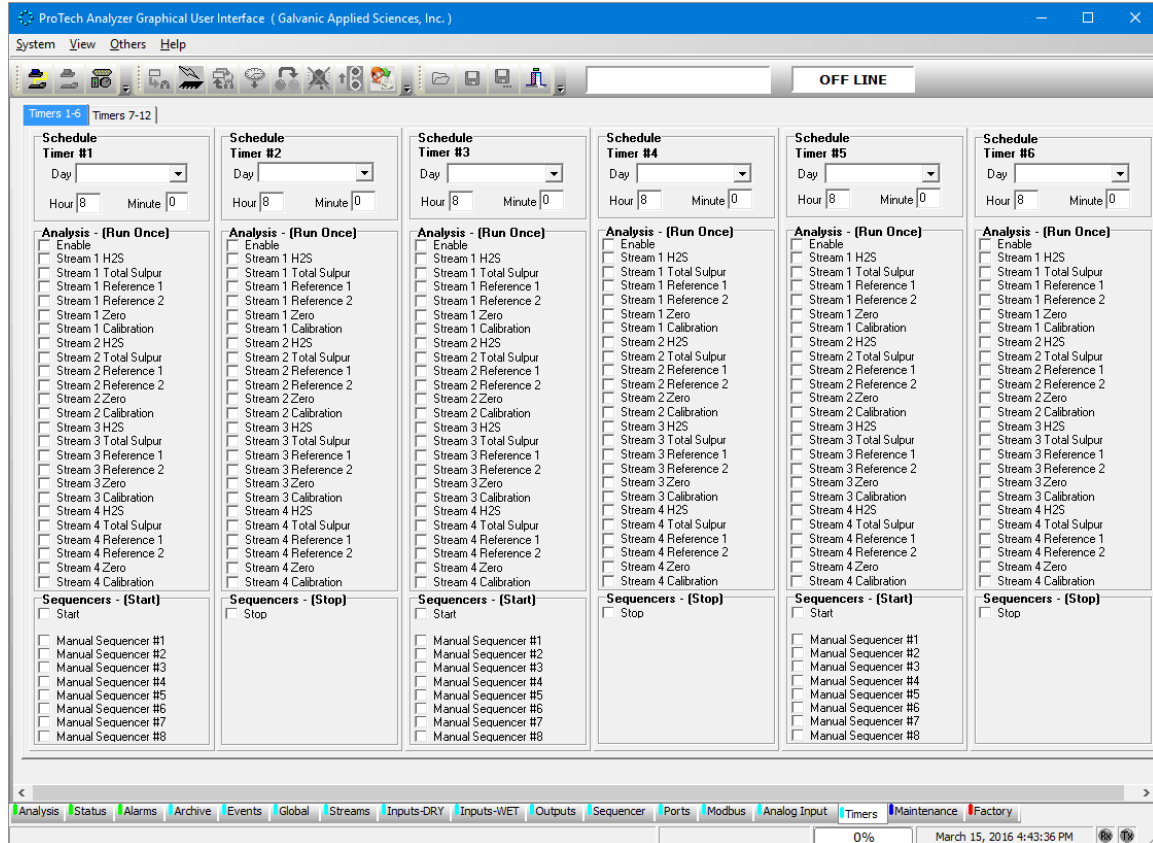 ProTech Analyzer Graphical User Interface ( Galvanic Applied Sciences, Inc. )
System View Others Help
OFF LINE
Timers 1-6 Timers 7-12
Schedule
Timer #1
Day
Hour 8 Minute 0
Analysis - (Run Once)
Enable
Stream 1 H2S
Stream 1 Total Sulpur
Stream 1 Reference 1
Stream 1 Reference 2
Stream 1 Zero
Stream 1 Calibration
Stream 2 H2S
Stream 2 Total Sulpur
Stream 2 Reference 1
Stream 2 Reference 2
Stream 2 Zero
Stream 2 Calibration
Stream 3 H2S
Stream 3 Total Sulpur
Stream 3 Reference 1
Stream 3 Reference 2
Stream 3 Zero
Stream 3 Calibration
Stream 4 H2S
Stream 4 Total Sulpur
Stream 4 Reference 1
Stream 4 Reference 2
Stream 4 Zero
Stream 4 Calibration
Sequencers - (Start)
Start
Manual Sequencer #1
Manual Sequencer #2
Manual Sequencer #3
Manual Sequencer #4
Manual Sequencer #5
Manual Sequencer #6
Manual Sequencer #7
Manual Sequencer #8
Schedule
Timer #2
Day
Hour 8 Minute 0
Analysis - (Run Once)
Enable
Stream 1 H2S
Stream 1 Total Sulpur
Stream 1 Reference 1
Stream 1 Reference 2
Stream 1 Zero
Stream 1 Calibration
Stream 2 H2S
Stream 2 Total Sulpur
Stream 2 Reference 1
Stream 2 Reference 2
Stream 2 Zero
Stream 2 Calibration
Stream 3 H2S
Stream 3 Total Sulpur
Stream 3 Reference 1
Stream 3 Reference 2
Stream 3 Zero
Stream 3 Calibration
Stream 4 H2S
Stream 4 Total Sulpur
Stream 4 Reference 1
Stream 4 Reference 2
Stream 4 Zero
Stream 4 Calibration
Sequencers - (Stop)
Stop
Schedule
Timer #3
Day
Hour 8 Minute 0
Analysis - (Run Once)
Enable
Stream 1 H2S
Stream 1 Total Sulpur
Stream 1 Reference 1
Stream 1 Reference 2
Stream 1 Zero
Stream 1 Calibration
Stream 2 H2S
Stream 2 Total Sulpur
Stream 2 Reference 1
Stream 2 Reference 2
Stream 2 Zero
Stream 2 Calibration
Stream 3 H2S
Stream 3 Total Sulpur
Stream 3 Reference 1
Stream 3 Reference 2
Stream 3 Zero
Stream 3 Calibration
Stream 4 H2S
Stream 4 Total Sulpur
Stream 4 Reference 1
Stream 4 Reference 2
Stream 4 Zero
Stream 4 Calibration
Sequencers - (Start)
Start
Manual Sequencer #1
Manual Sequencer #2
Manual Sequencer #3
Manual Sequencer #4
Manual Sequencer #5
Manual Sequencer #6
Manual Sequencer #7
Manual Sequencer #8
Schedule
Timer #4
Day
Hour 8 Minute 0
Analysis - (Run Once)
Enable
Stream 1 H2S
Stream 1 Total Sulpur
Stream 1 Reference 1
Stream 1 Reference 2
Stream 1 Zero
Stream 1 Calibration
Stream 2 H2S
Stream 2 Total Sulpur
Stream 2 Reference 1
Stream 2 Reference 2
Stream 2 Zero
Stream 2 Calibration
Stream 3 H2S
Stream 3 Total Sulpur
Stream 3 Reference 1
Stream 3 Reference 2
Stream 3 Zero
Stream 3 Calibration
Stream 4 H2S
Stream 4 Total Sulpur
Stream 4 Reference 1
Stream 4 Reference 2
Stream 4 Zero
Stream 4 Calibration
Sequencers - (Stop)
Stop
Schedule
Timer #5
Day
Hour 8 Minute 0
Analysis - (Run Once)
Enable
Stream 1 H2S
Stream 1 Total Sulpur
Stream 1 Reference 1
Stream 1 Reference 2
Stream 1 Zero
Stream 1 Calibration
Stream 2 H2S
Stream 2 Total Sulpur
Stream 2 Reference 1
Stream 2 Reference 2
Stream 2 Zero
Stream 2 Calibration
Stream 3 H2S
Stream 3 Total Sulpur
Stream 3 Reference 1
Stream 3 Reference 2
Stream 3 Zero
Stream 3 Calibration
Stream 4 H2S
Stream 4 Total Sulpur
Stream 4 Reference 1
Stream 4 Reference 2
Stream 4 Zero
Stream 4 Calibration
Sequencers - (Start)
Start
Manual Sequencer #1
Manual Sequencer #2
Manual Sequencer #3
Manual Sequencer #4
Manual Sequencer #5
Manual Sequencer #6
Manual Sequencer #7
Manual Sequencer #8
Schedule
Timer #6
Day
Hour 8 Minute 0
Analysis - (Run Once)
Enable
Stream 1 H2S
Stream 1 Total Sulpur
Stream 1 Reference 1
Stream 1 Reference 2
Stream 1 Zero
Stream 1 Calibration
Stream 2 H2S
Stream 2 Total Sulpur
Stream 2 Reference 1
Stream 2 Reference 2
Stream 2 Zero
Stream 2 Calibration
Stream 3 H2S
Stream 3 Total Sulpur
Stream 3 Reference 1
Stream 3 Reference 2
Stream 3 Zero
Stream 3 Calibration
Stream 4 H2S
Stream 4 Total Sulpur
Stream 4 Reference 1
Stream 4 Reference 2
Stream 4 Zero
Stream 4 Calibration
Sequencers - (Stop)
Stop
Analysis Status Alarms Archive Events Global Streams Inputs-DRY Inputs-WET Outputs Sequencer Ports Modbus Analog Input Timers Maintenance Factory
0% March 15, 2016 4:43:36 PM Rx Tx